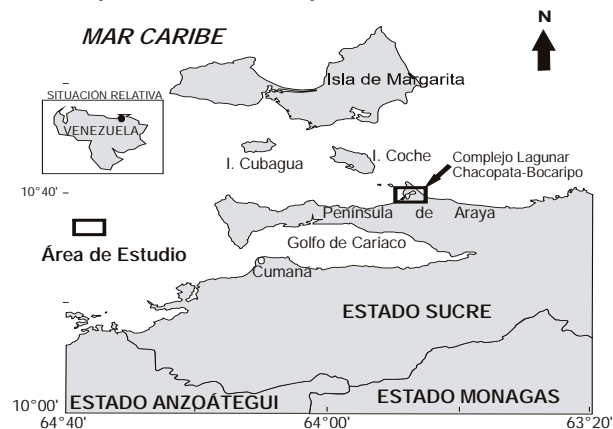 N
MAR CARIBE
Isla de Margarita
SITUACIÓN RELATIVA
VENEZUELA
I. Cubagua
I. Coche
Complejo Lagunar
Chacopata-Bocaripo
10°40'
Península de Araya
Golfo de Cariaco
Área de Estudio
Cumaná
ESTADO SUCRE
ESTADO MONAGAS
ESTADO ANZOÁTEGUI
10°00'
64°40'
64°00'
63°20'